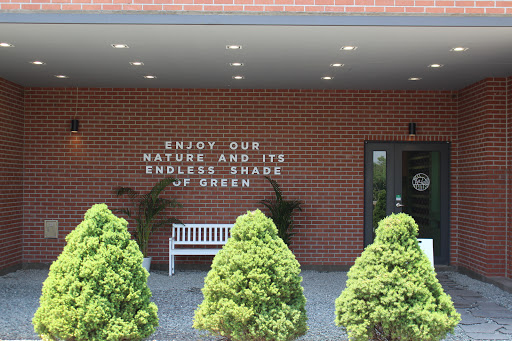 ENJOY OUR
NATURE AND ITS
ENDLESS SHADE
OF GREEN